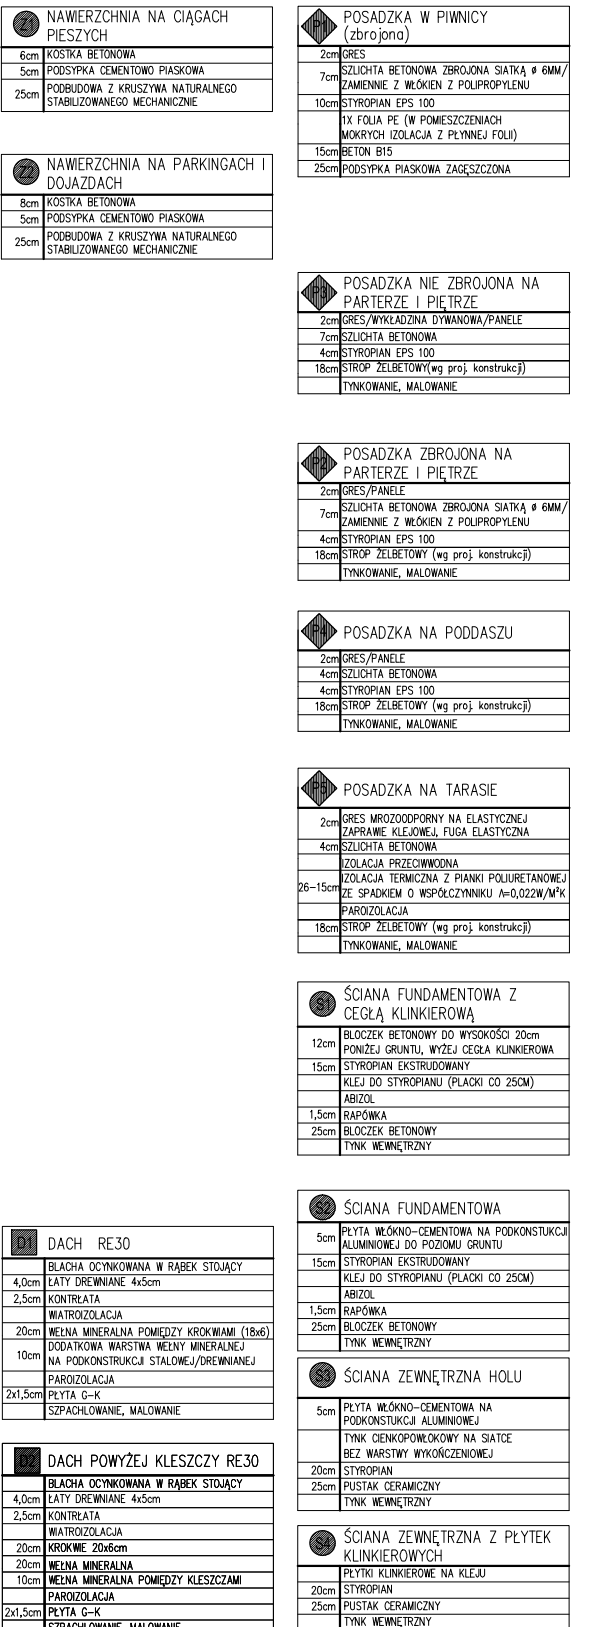 Z1 NAWIERZCHNIA NA CIĄGACH
PIESZYCH
6cm KOSTKA BETONOWA
5cm PODSYPKA CEMENTOWO PIASKOWA
25cm PODBUDOWA Z KRUSZYWA NATURALNEGO
STABILIZOWANEGO MECHANICZNIE
Z2 NAWIERZCHNIA NA PARKINGACH I
DOJAZDACH
8cm KOSTKA BETONOWA
5cm PODSYPKA CEMENTOWO PIASKOWA
25cm PODBUDOWA Z KRUSZYWA NATURALNEGO
STABILIZOWANEGO MECHANICZNIE
D1 DACH RE30
BLACHA OCYNKOWANA W RĄBEK STOJĄCY
4,0cm ŁATY DREWNIANE 4x5cm
2,5cm KONTRŁATA
WIATROIZOLACJA
20cm WEŁNA MINERALNA POMIĘDZY KROKWIAMI (18x6)
10cm DODATKOWA WARSTWA WEŁNY MINERALNEJ
NA PODKONSTRUKCJI STALOWEJ/DREWNIANEJ
PAROIZOLACJA
2x1,5cm PŁYTA G-K
SZPACHLOWANIE, MALOWANIE
D2 DACH POWYŻEJ KLESZCZY RE30
BLACHA OCYNKOWANA W RĄBEK STOJĄCY
4,0cm ŁATY DREWNIANE 4x5cm
2,5cm KONTRŁATA
WIATROIZOLACJA
20cm KROKWIE 20x6cm
20cm WEŁNA MINERALNA
10cm WEŁNA MINERALNA POMIĘDZY KLESZCZAMI
PAROIZOLACJA
2x1,5cm PŁYTA G-K
SZPACHLOWANIE, MALOWANIE
P1 POSADZKA W PIWNICY
(zbrojona)
2cm GRES
7cm SZLICHTA BETONOWA ZBROJONA SIATKĄ ø 6MM/
ZAMIENNIE Z WŁÓKIEN Z POLIPROPYLENU
10cm STYROPIAN EPS 100
1X FOLIA PE (W POMIESZCZENIACH
MOKRYCH IZOLACJA Z PŁYNNEJ FOLII)
15cm BETON B15
25cm PODSYPKA PIASKOWA ZAGĘSZCZONA
P3 POSADZKA NIE ZBROJONA NA
PARTERZE I PIĘTRZE
2cm GRES/WYKŁADZINA DYWANOWA/PANELE
7cm SZLICHTA BETONOWA
4cm STYROPIAN EPS 100
18cm STROP ŻELBETOWY(wg proj. konstrukcji)
TYNKOWANIE, MALOWANIE
P2 POSADZKA ZBROJONA NA
PARTERZE I PIĘTRZE
2cm GRES/PANELE
7cm SZLICHTA BETONOWA ZBROJONA SIATKĄ ø 6MM/
ZAMIENNIE Z WŁÓKIEN Z POLIPROPYLENU
4cm STYROPIAN EPS 100
18cm STROP ŻELBETOWY (wg proj. konstrukcji)
TYNKOWANIE, MALOWANIE
P4 POSADZKA NA PODDASZU
2cm GRES/PANELE
4cm SZLICHTA BETONOWA
4cm STYROPIAN EPS 100
18cm STROP ŻELBETOWY (wg proj. konstrukcji)
TYNKOWANIE, MALOWANIE
P5 POSADZKA NA TARASIE
2cm GRES MROZOODPORNY NA ELASTYCZNEJ
ZAPRAWIE KLEJOWEJ, FUGA ELASTYCZNA
4cm SZLICHTA BETONOWA
IZOLACJA PRZECIWWODNA
26-15cm IZOLACJA TERMICZNA Z PIANKI POLIURETANOWEJ
ZE SPADKIEM O WSPÓŁCZYNNIKU Λ=0,022W/M²K
PAROIZOLACJA
18cm STROP ŻELBETOWY (wg proj. konstrukcji)
TYNKOWANIE, MALOWANIE
S1 ŚCIANA FUNDAMENTOWA Z
CEGŁĄ KLINKIEROWĄ
12cm BLOCZEK BETONOWY DO WYSOKOŚCI 20cm
PONIŻEJ GRUNTU, WYŻEJ CEGŁA KLINKIEROWA
15cm STYROPIAN EKSTRUDOWANY
KLEJ DO STYROPIANU (PLACKI CO 25CM)
ABIZOL
1,5cm RAPÓWKA
25cm BLOCZEK BETONOWY
TYNK WEWNĘTRZNY
S2 ŚCIANA FUNDAMENTOWA
5cm PŁYTA WŁÓKNO-CEMENTOWA NA PODKONSTUKCJI
ALUMINIOWEJ DO POZIOMU GRUNTU
15cm STYROPIAN EKSTRUDOWANY
KLEJ DO STYROPIANU (PLACKI CO 25CM)
ABIZOL
1,5cm RAPÓWKA
25cm BLOCZEK BETONOWY
TYNK WEWNĘTRZNY
S3 ŚCIANA ZEWNĘTRZNA HOLU
5cm PŁYTA WŁÓKNO-CEMENTOWA NA
PODKONSTUKCJI ALUMINIOWEJ
TYNK CIENKOPOWŁOKOWY NA SIATCE
BEZ WARSTWY WYKOŃCZENIOWEJ
20cm STYROPIAN
25cm PUSTAK CERAMICZNY
TYNK WEWNĘTRZNY
S4 ŚCIANA ZEWNĘTRZNA Z PŁYTEK
KLINKIEROWYCH
PŁYTKI KLINKIEROWE NA KLEJU
20cm STYROPIAN
25cm PUSTAK CERAMICZNY
TYNK WEWNĘTRZNY